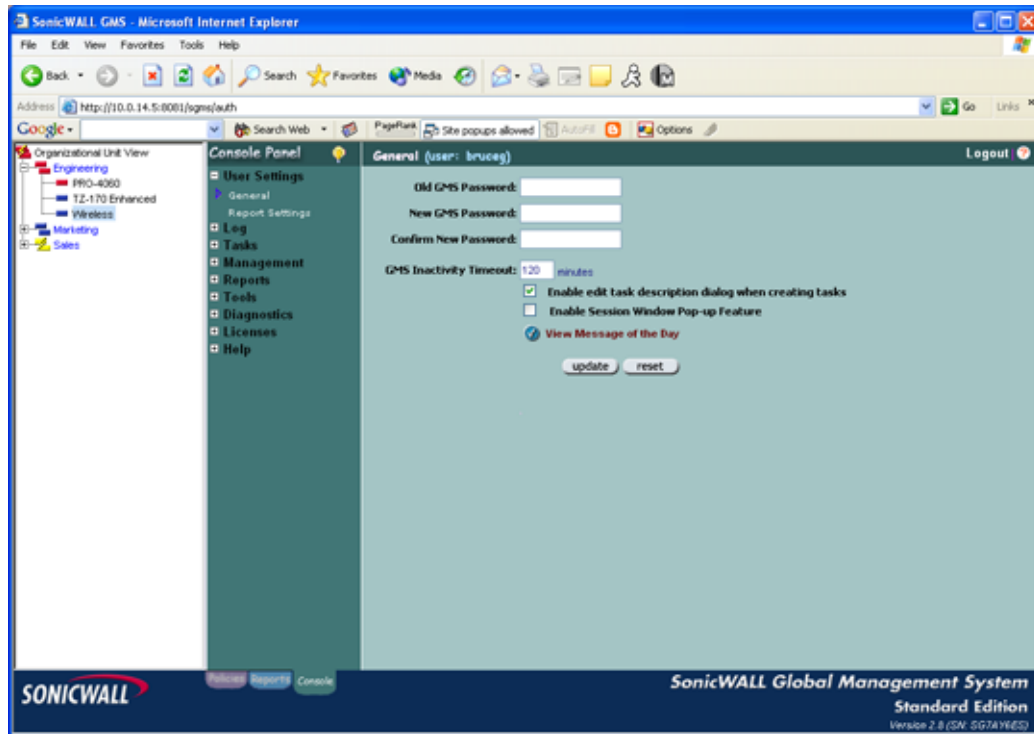 SonicWALL GMS - Microsoft Internet Explorer
File Edit View Favorites Tools Help
Back Search Favorites Media
Address http://10.0.14.5:8081/sgms/auth Go Links
Google Search Web PageRank Site popups allowed AutoFill Options
Organizational Unit View
Engineering
PRO-4060
TZ-170 Enhanced
Wireless
Marketing
Sales
Console Panel
User Settings
General
Report Settings
Log
Tasks
Management
Reports
Tools
Diagnostics
Licenses
Help
General (user: bruceg) Logout
Old GMS Password:
New GMS Password:
Confirm New Password:
GMS Inactivity Timeout: 120 minutes
Enable edit task description dialog when creating tasks
Enable Session Window Pop-up Feature
View Message of the Day
update reset
Policies Reports Console
SONICWALL
SonicWALL Global Management System
Standard Edition
Version 2.8 (SN: